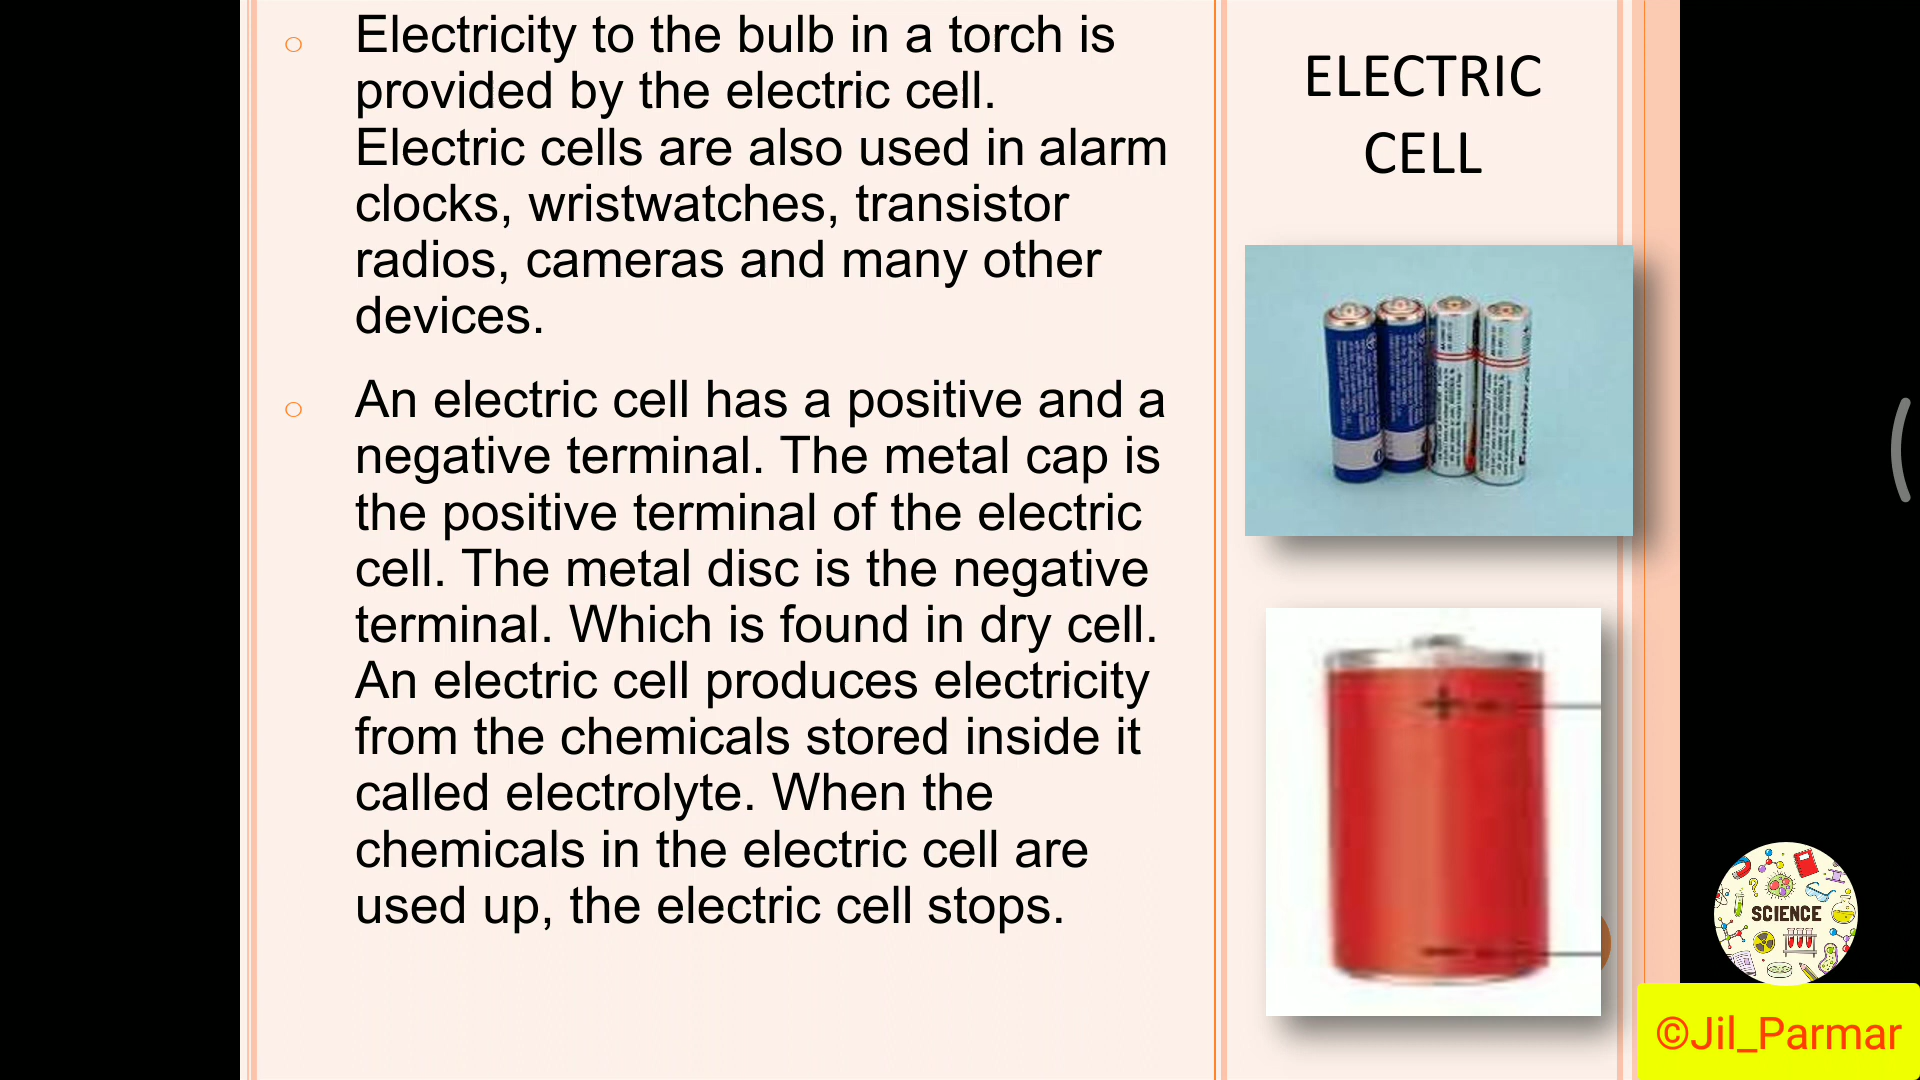 Electricity to the bulb in a torch is
provided by the electric cell.
Electric cells are also used in alarm
clocks, wristwatches, transistor
radios, cameras and many other
devices.
An electric cell has a positive and a
negative terminal. The metal cap is
the positive terminal of the electric
cell. The metal disc is the negative
terminal. Which is found in dry cell.
An electric cell produces electricity
from the chemicals stored inside it
called electrolyte. When the
chemicals in the electric cell are
used up, the electric cell stops.
ELECTRIC
CELL
+
−
SCIENCE
©Jil_Parmar